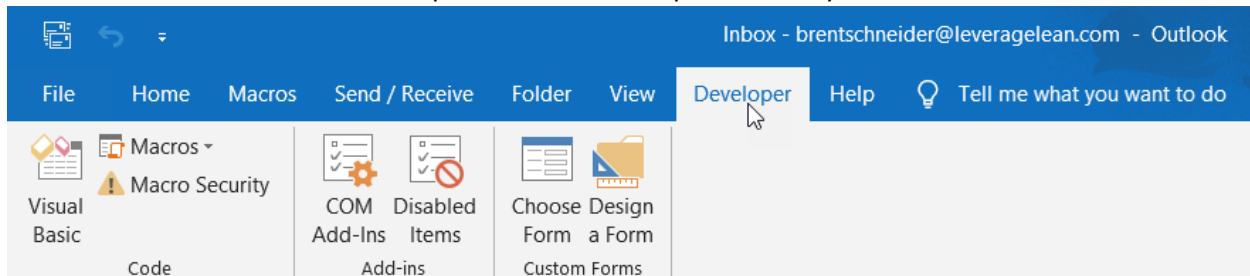 Inbox - brentschneider@leveragelean.com - Outlook
File Home Macros Send / Receive Folder View Developer Help Tell me what you want to do
Visual Basic
Macros
Macro Security
COM Add-Ins
Disabled Items
Choose Form
Design a Form
Code
Add-ins
Custom Forms